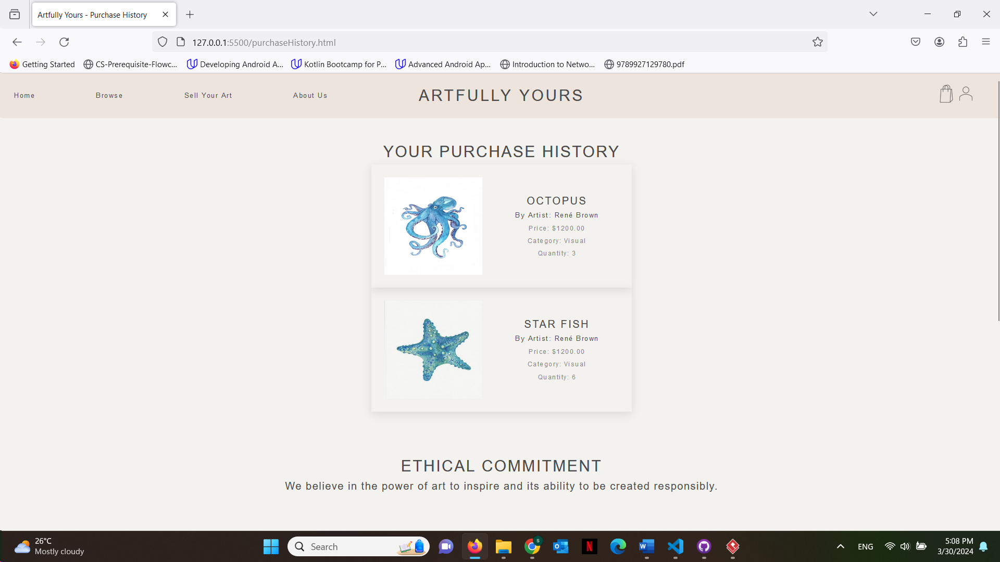 Artfully Yours - Purchase History
127.0.0.1:5500/purchaseHistory.html
Getting Started CS-Prerequisite-Flowc... Developing Android A... Kotlin Bootcamp for P... Advanced Android Ap... Introduction to Netwo... 9789927129780.pdf
Home Browse Sell Your Art About Us ARTFULLY YOURS
YOUR PURCHASE HISTORY
OCTOPUS
By Artist: René Brown
Price: $1200.00
Category: Visual
Quantity: 3
STAR FISH
By Artist: René Brown
Price: $1200.00
Category: Visual
Quantity: 6
ETHICAL COMMITMENT
We believe in the power of art to inspire and its ability to be created responsibly.
26°C
Mostly cloudy
Search
ENG
5:08 PM
3/30/2024